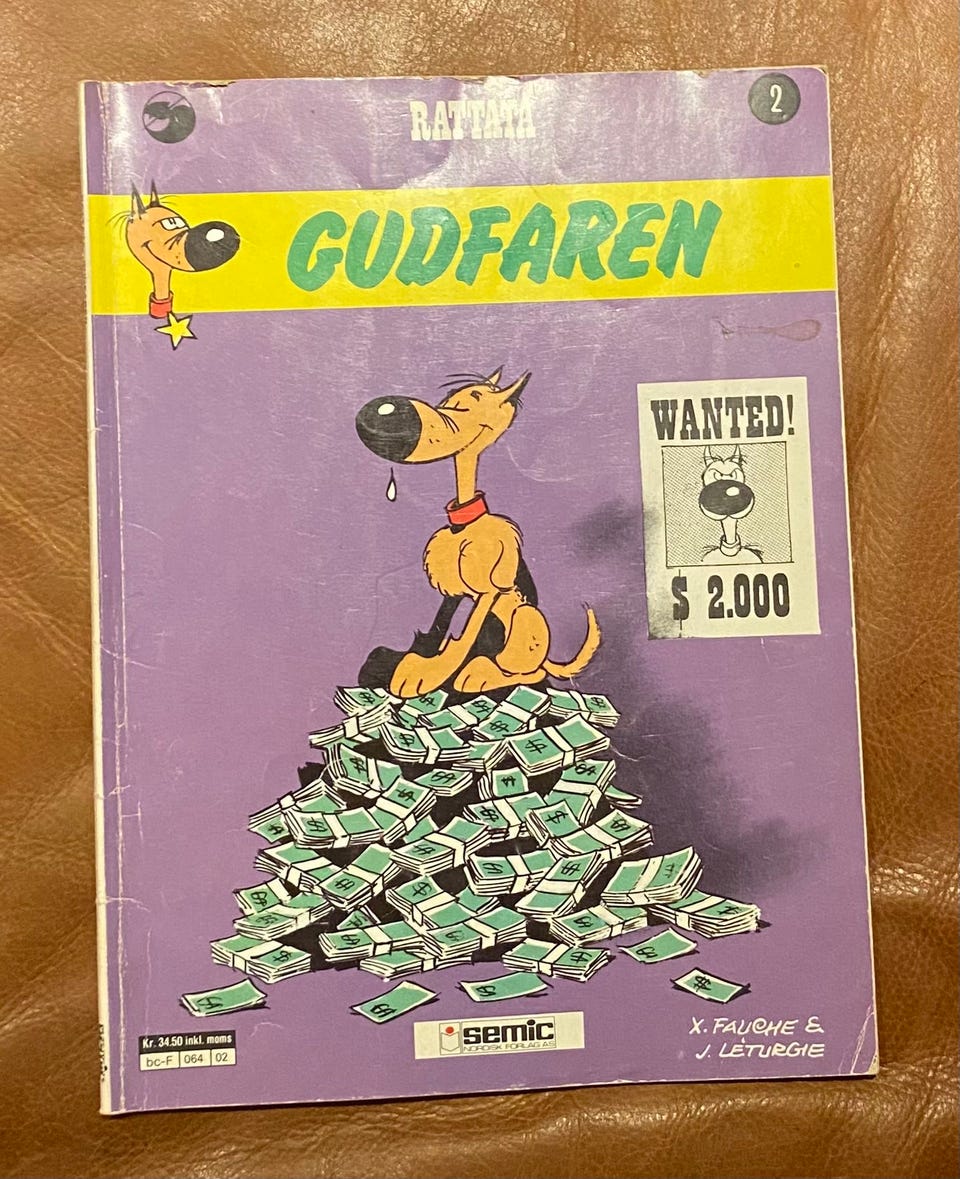 RATTATA
2
GUDFAREN
WANTED!
$ 2.000
Kr. 34.50 inkl. moms
bc-F 064 02
semic
NORDISK FORLAG AS
X. FAUCHE &
J. LÉTURGIE